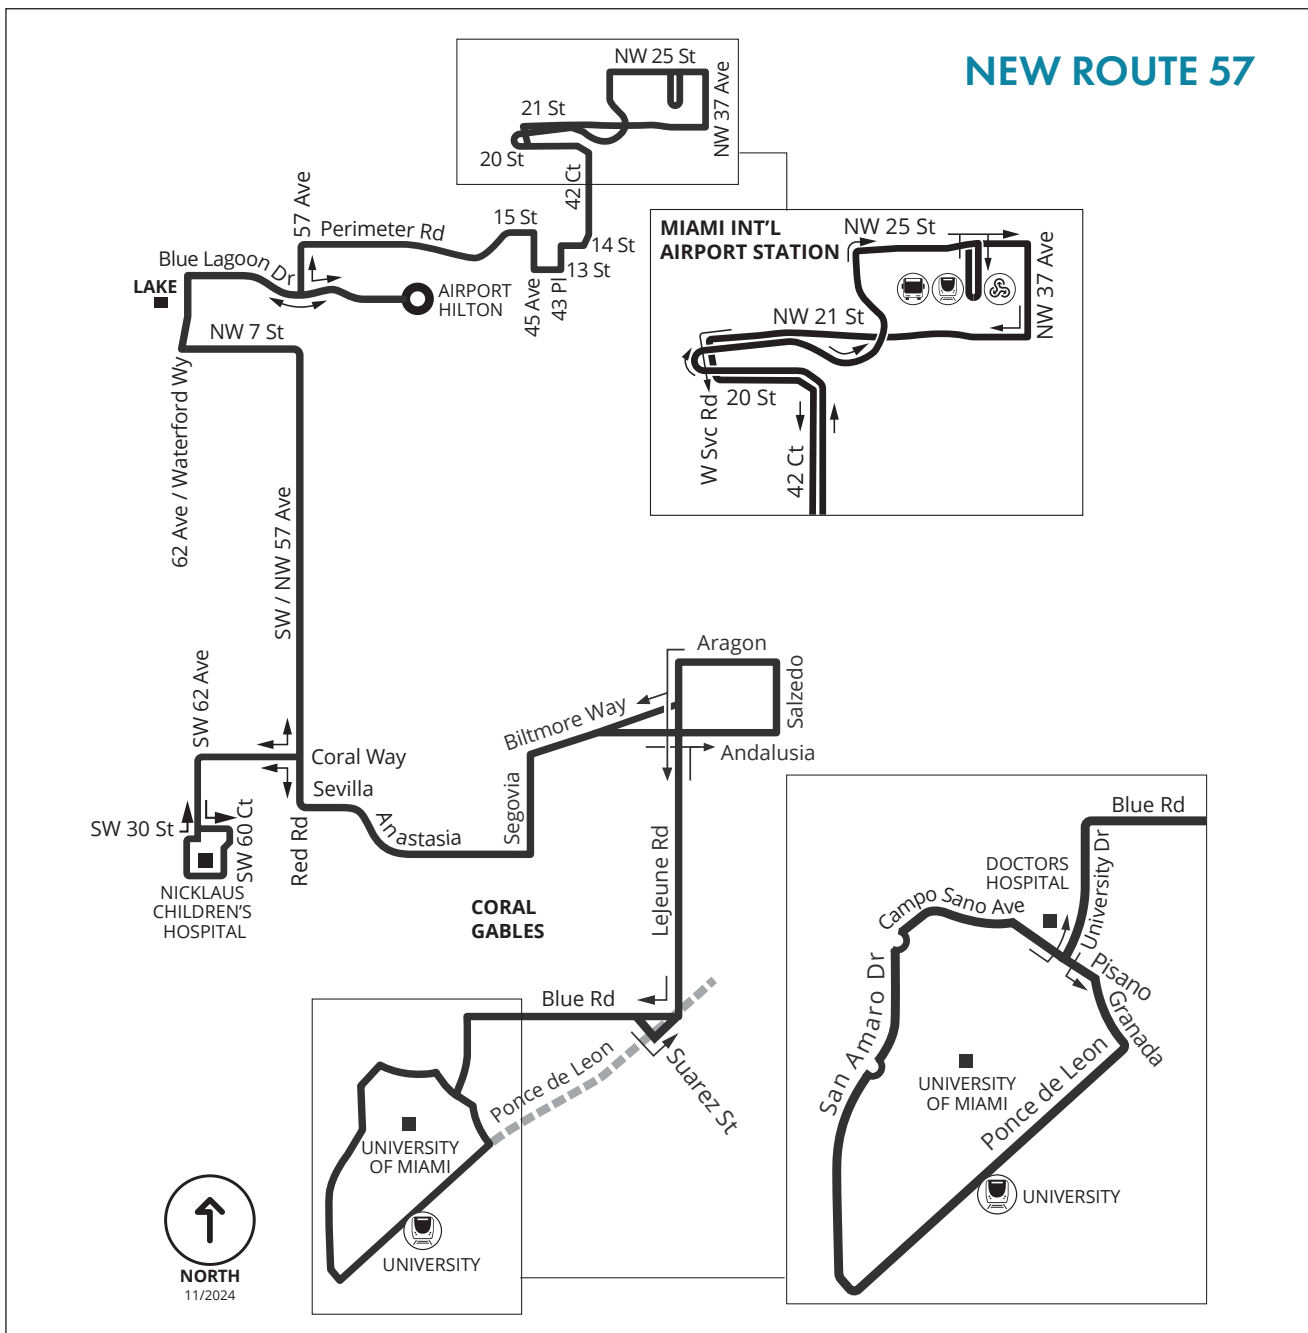 NEW ROUTE 57
NW 25 St
21 St
20 St
NW 37 Ave
42 Ct
57 Ave
Perimeter Rd
15 St
14 St
13 St
45 Ave
43 Pl
Blue Lagoon Dr
LAKE
AIRPORT
HILTON
NW 7 St
62 Ave / Waterford Wy
SW / NW 57 Ave
MIAMI INT'L
AIRPORT STATION
NW 25 St
NW 37 Ave
NW 21 St
20 St
W Svc Rd
42 Ct
Aragon
Salzedo
Biltmore Way
Andalusia
SW 62 Ave
Coral Way
Sevilla
Anastasia
Segovia
SW 30 St
SW 60 Ct
Red Rd
NICKLAUS
CHILDREN'S
HOSPITAL
CORAL
GABLES
LeJeune Rd
Blue Rd
Ponce de Leon
Suarez St
UNIVERSITY
OF MIAMI
UNIVERSITY
Blue Rd
University Dr
DOCTORS
HOSPITAL
Campo Sano Ave
Pisano
Granada
San Amaro Dr
UNIVERSITY
OF MIAMI
Ponce de Leon
UNIVERSITY
NORTH
11/2024